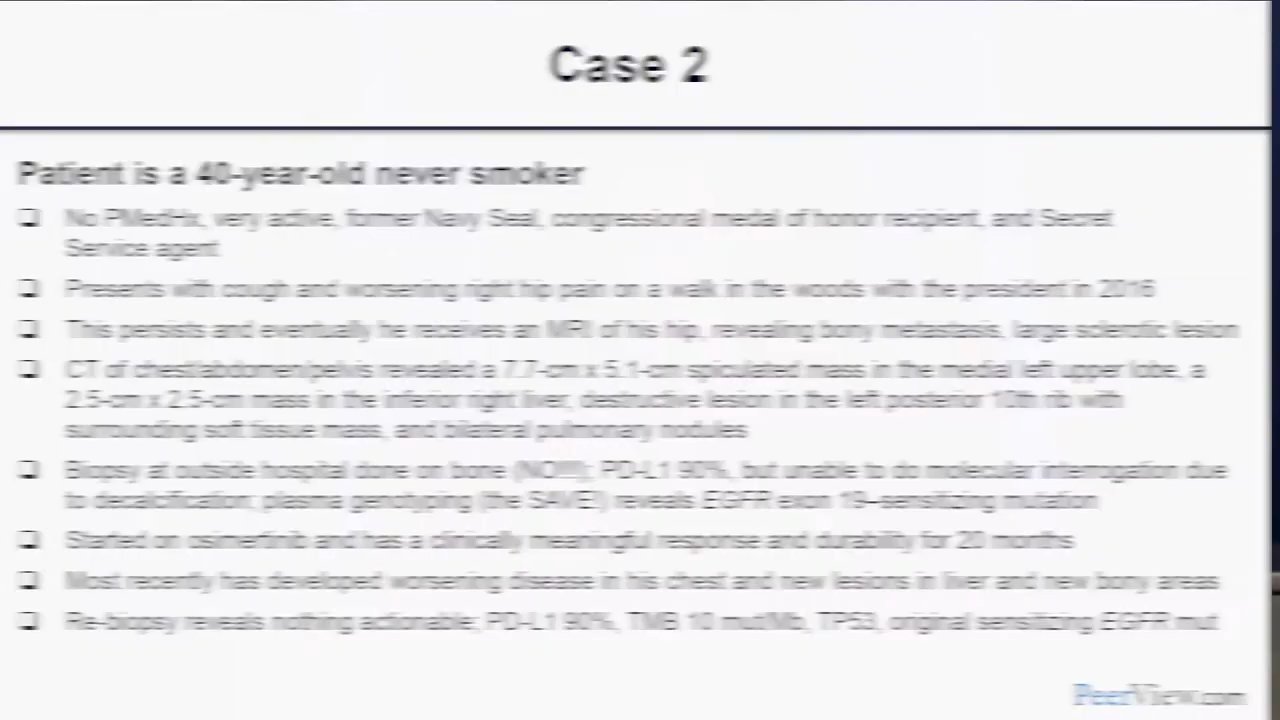 Case 2
Patient is a 40-year-old never smoker
No PMedHx, very active, former Navy Seal, congressional medal of honor recipient, and Secret
Service agent
Presents with cough and worsening right hip pain on a walk in the woods with the president in 2016
This persists and eventually he receives an MRI of his hip, revealing bony metastasis, large sclerotic lesion
CT of chest/abdomen/pelvis revealed a 7.7-cm x 5.1-cm spiculated mass in the medial left upper lobe, a
2.5-cm x 2.5-cm mass in the inferior right liver, destructive lesion in the left posterior 10th rib with
surrounding soft tissue mass, and bilateral pulmonary nodules
Biopsy at outside hospital done on bone (NO!!!); PD-L1 90%, but unable to do molecular interrogation due
to decalcification; plasma genotyping (the SAVE!) reveals EGFR exon 19–sensitizing mutation
Started on osimertinib and has a clinically meaningful response and durability for 20 months
Most recently has developed worsening disease in his chest and new lesions in liver and new bony areas
Re-biopsy reveals nothing actionable; PD-L1 90%, TMB 10 mut/Mb, TP53, original sensitizing EGFR mut
PeerView.com